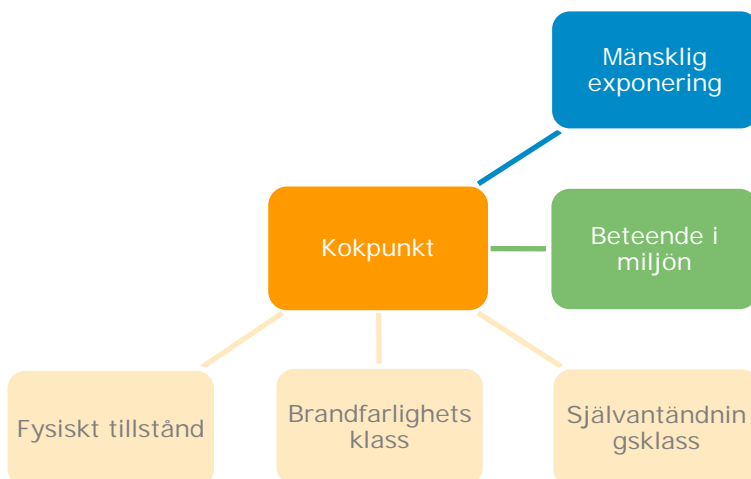 Mänsklig
exponering
Kokpunkt
Beteende i
miljön
Fysiskt tillstånd
Brandfarlighets
klass
Självantändnin
gsklass